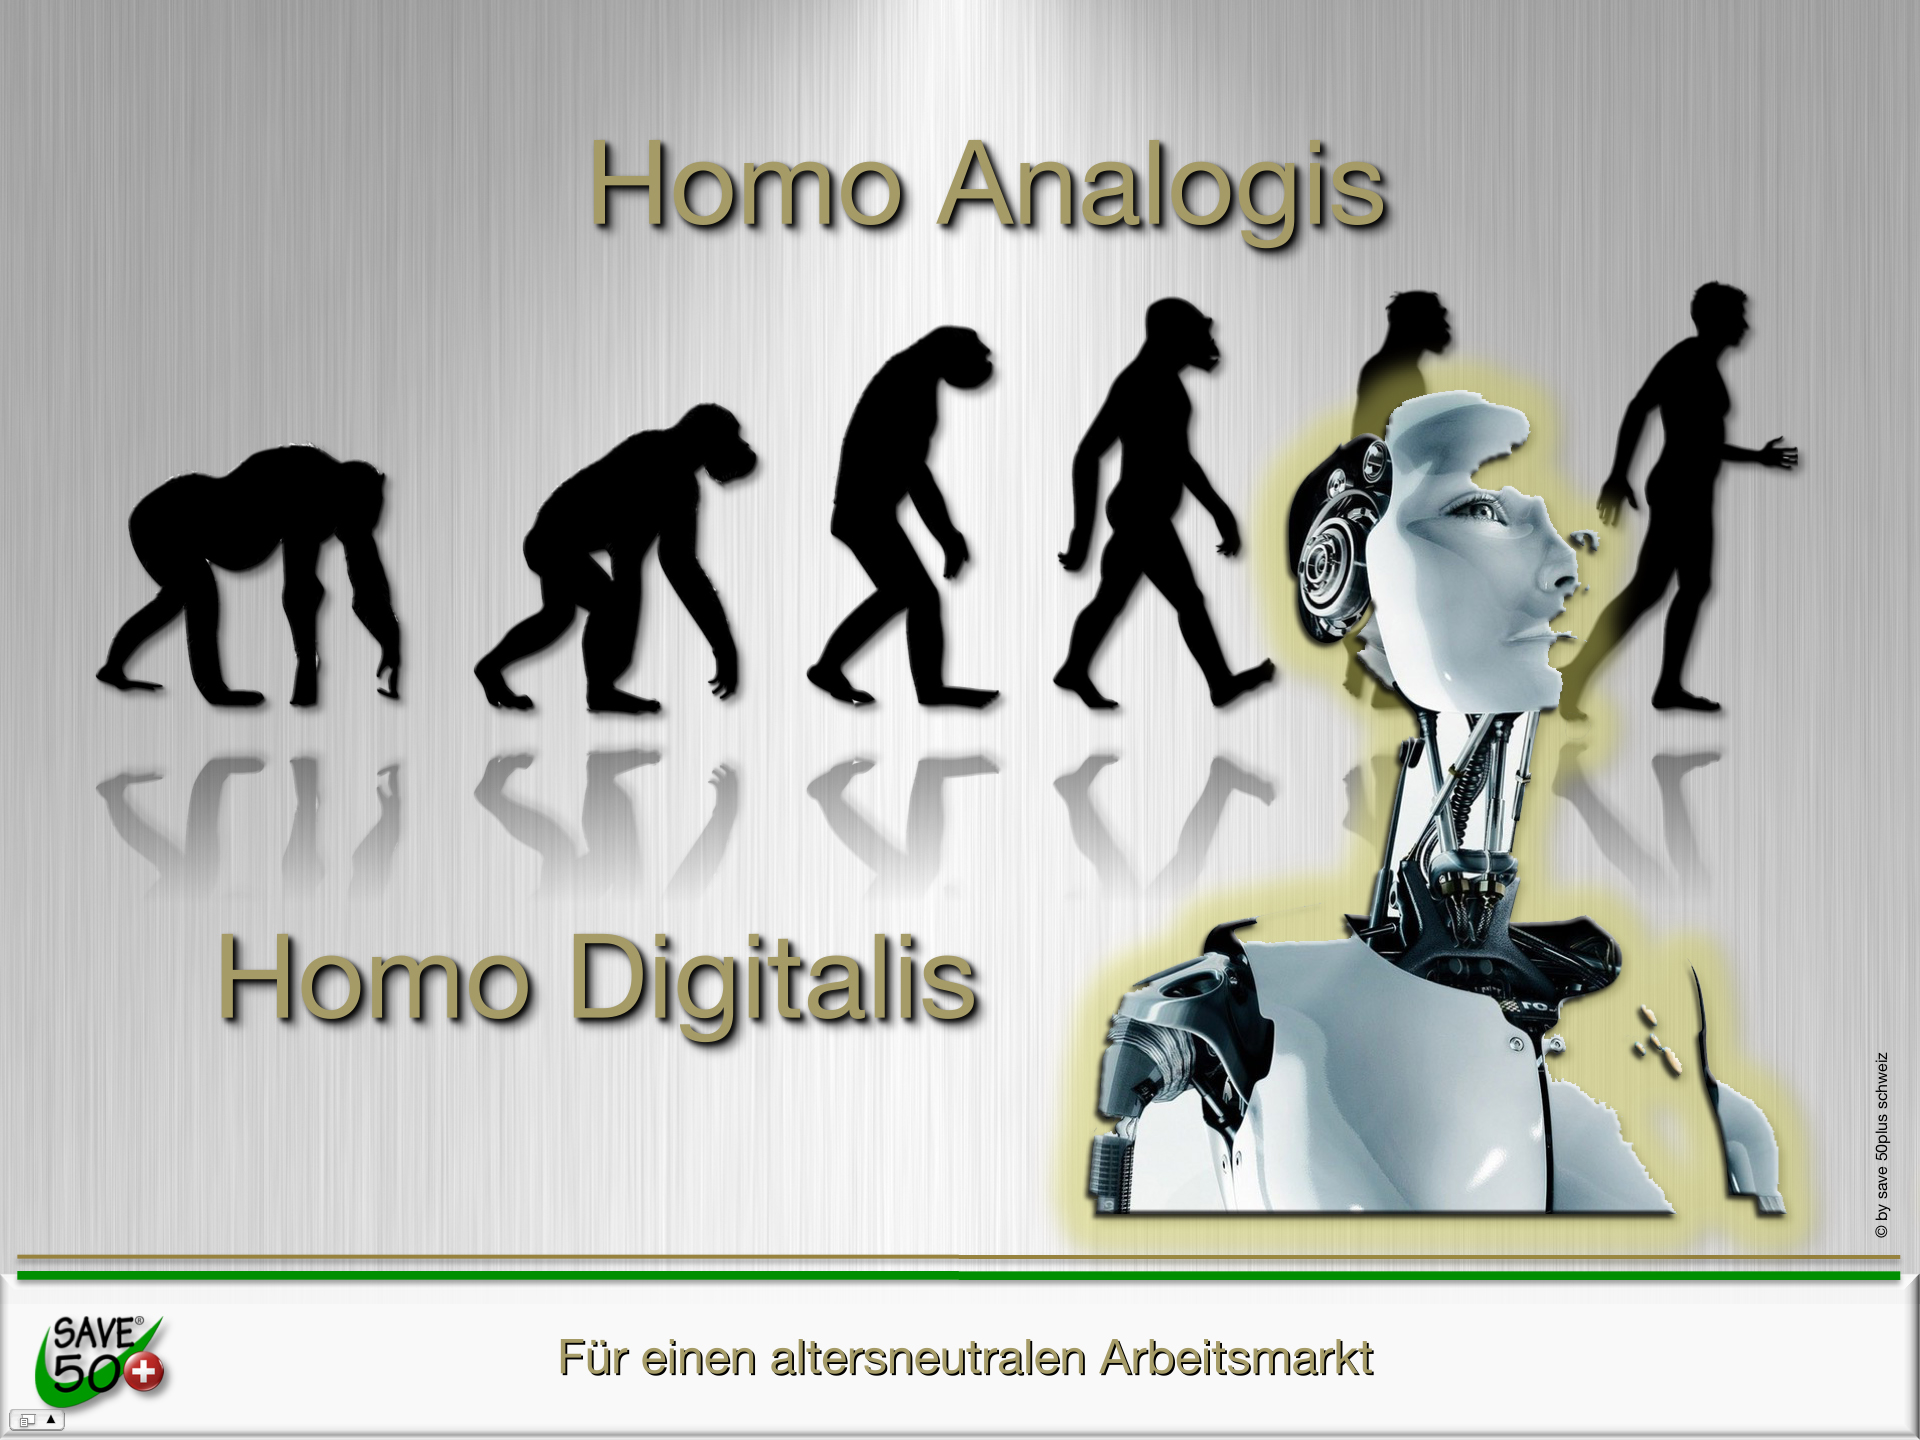 Homo Analogis
Homo Digitalis
© by save 50plus schweiz
SAVE®
50+
Für einen altersneutralen Arbeitsmarkt